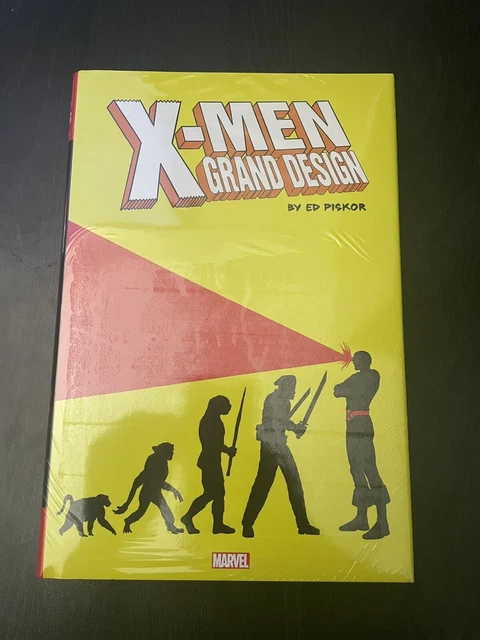 X-MEN
GRAND DESIGN
BY ED PISKOR
MARVEL